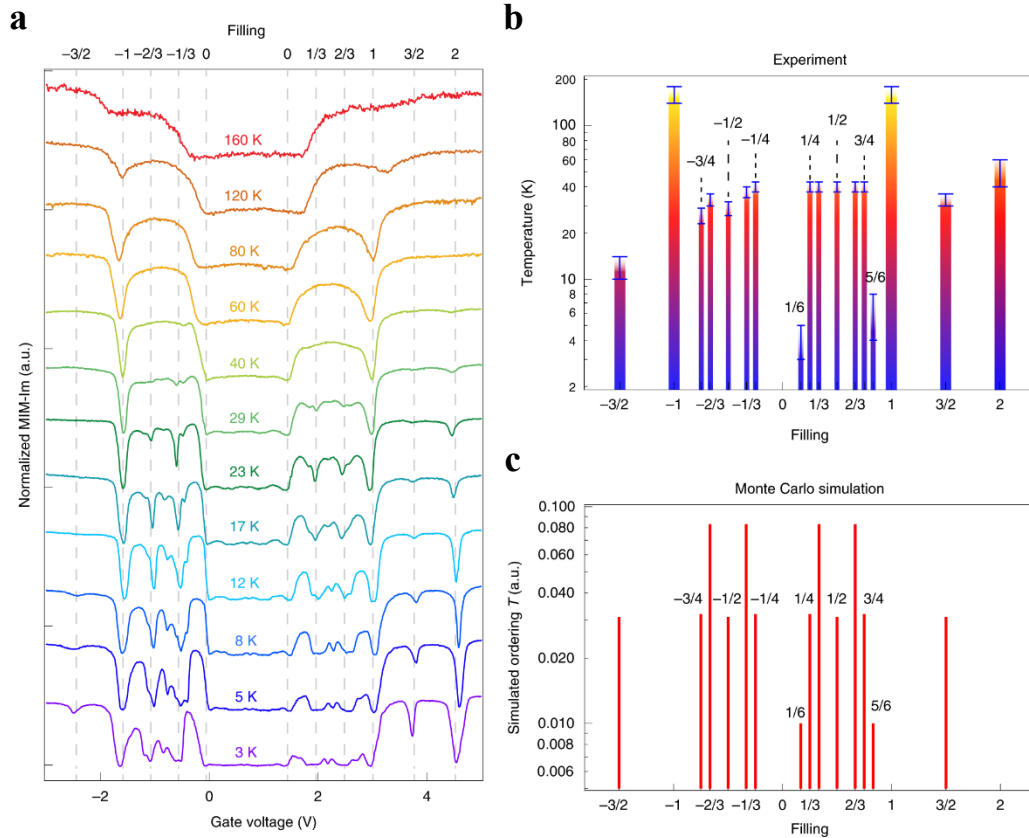 a
Filling
−3/2 −1 −2/3 −1/3 0 0 1/3 2/3 1 3/2 2
160 K
120 K
80 K
60 K
40 K
29 K
23 K
17 K
12 K
8 K
5 K
3 K
Normalized MIM-Im (a.u.)
−2 0 2 4
Gate voltage (V)
b
Experiment
200
100
80
60
40
20
10
8
6
4
2
Temperature (K)
−3/4
−1/2
−1/4
1/4
1/2
3/4
1/6
5/6
−3/2 −1 −2/3 −1/3 0 1/3 2/3 1 3/2 2
Filling
c
Monte Carlo simulation
0.100
0.080
0.060
0.040
0.020
0.010
0.008
0.006
Simulated ordering T (a.u.)
−3/4 −1/2 −1/4 1/4 1/2 3/4
1/6
5/6
−3/2 −1 −2/3 −1/3 0 1/3 2/3 1 3/2 2
Filling